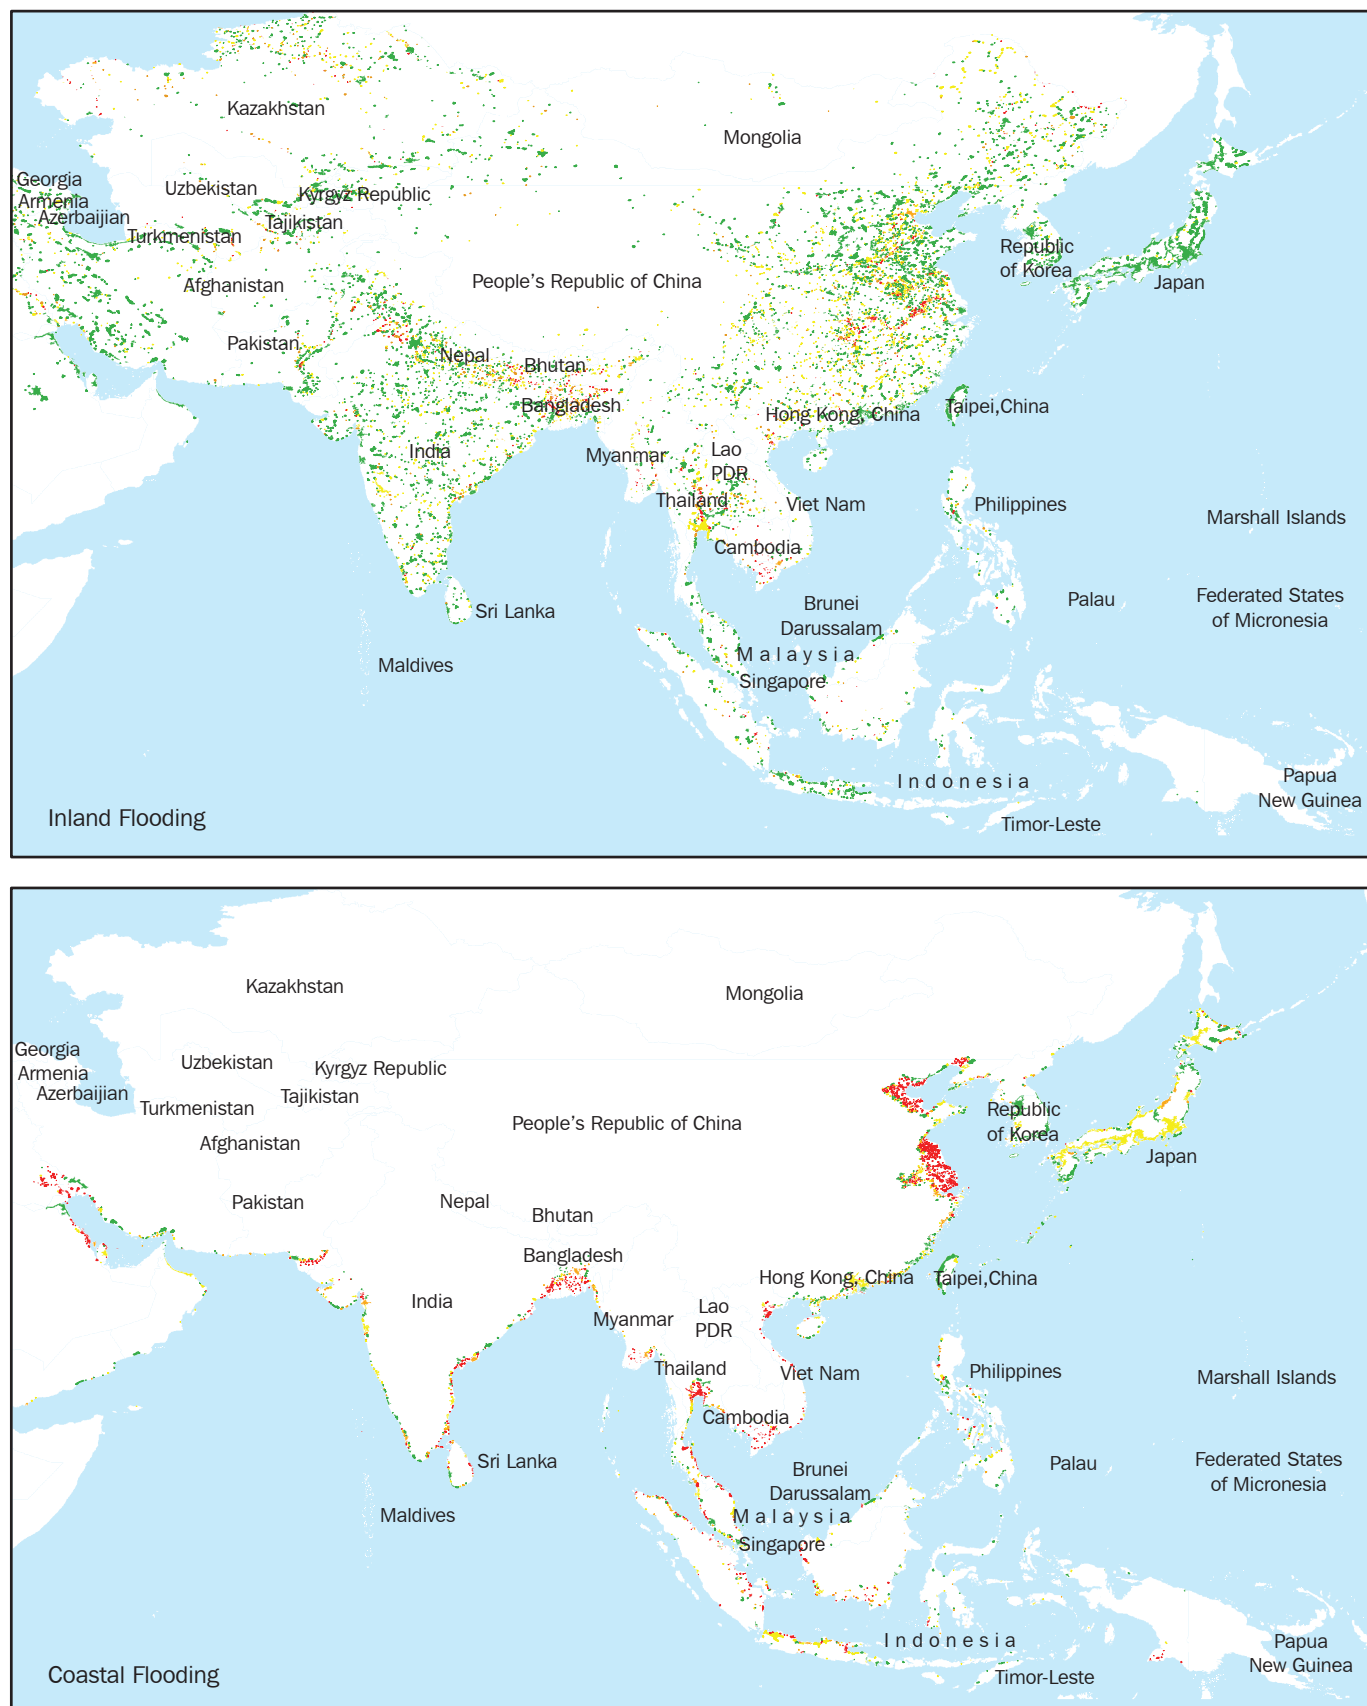 Kazakhstan
Mongolia
Georgia
Armenia
Azerbaijian
Uzbekistan
Kyrgyz Republic
Tajikistan
Turkmenistan
Republic
of Korea
Japan
People's Republic of China
Afghanistan
Pakistan
Nepal
Bhutan
Bangladesh
Hong Kong, China
Taipei,China
India
Myanmar
Lao
PDR
Thailand
Viet Nam
Philippines
Marshall Islands
Cambodia
Sri Lanka
Brunei
Darussalam
Palau
Federated States
of Micronesia
Malaysia
Singapore
Maldives
Indonesia
Papua
New Guinea
Timor-Leste
Inland Flooding
Kazakhstan
Mongolia
Georgia
Armenia
Azerbaijan
Uzbekistan
Kyrgyz Republic
Tajikistan
Turkmenistan
Republic
of Korea
Japan
People's Republic of China
Afghanistan
Pakistan
Nepal
Bhutan
Bangladesh
Hong Kong, China
Taipei,China
India
Myanmar
Lao
PDR
Thailand
Viet Nam
Philippines
Marshall Islands
Cambodia
Sri Lanka
Brunei
Darussalam
Palau
Federated States
of Micronesia
Malaysia
Singapore
Maldives
Indonesia
Papua
New Guinea
Timor-Leste
Coastal Flooding